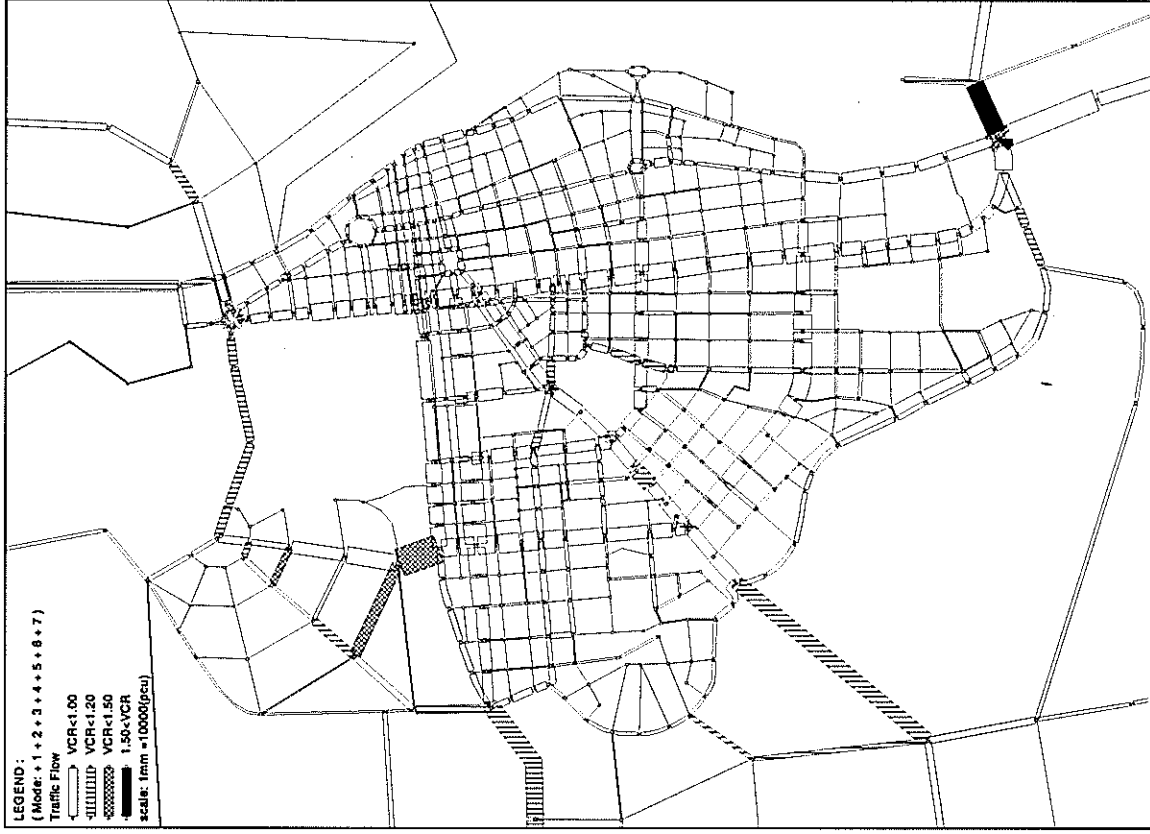 LEGEND :
( Mode: + 1 + 2 + 3 + 4 + 5 + 6 + 7 )
Traffic Flow
VCR<1.00
VCR<1.20
VCR<1.50
1.50<VCR
scale: 1mm =10000(pcu)